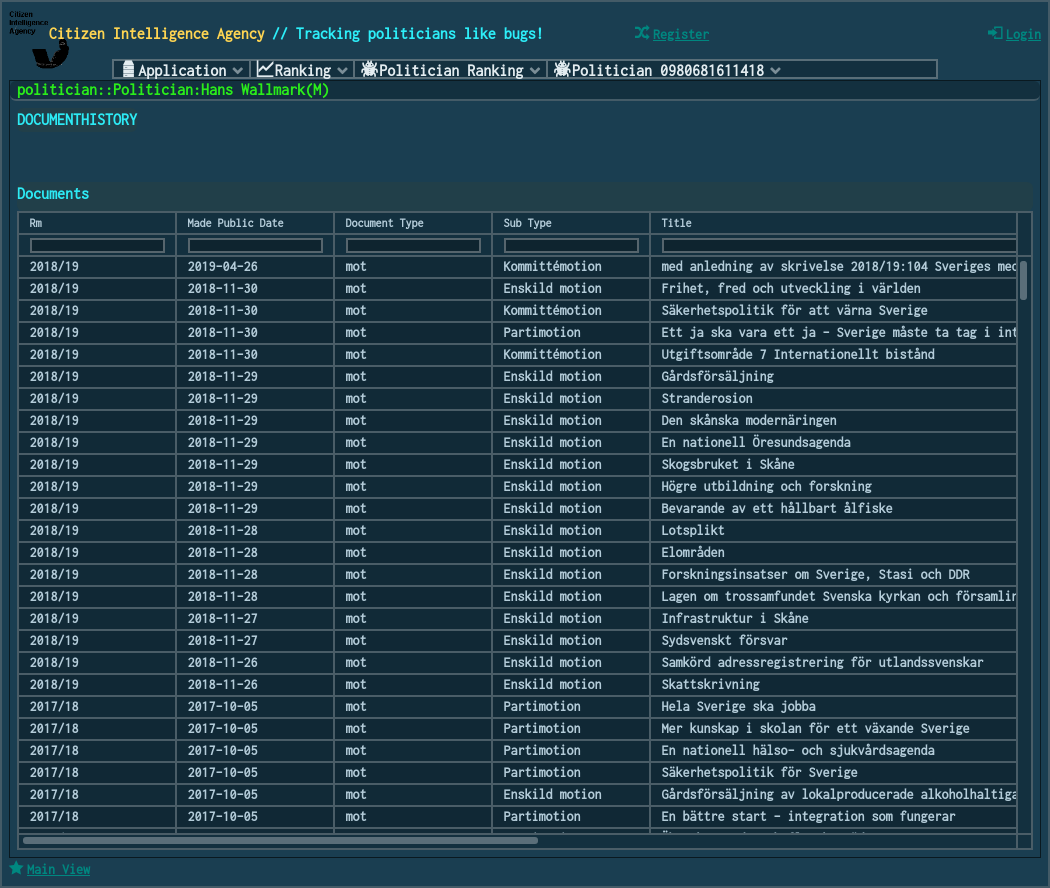 Citizen
Intelligence
Agency
Citizen Intelligence Agency // Tracking politicians like bugs!
Register
Login
Application Ranking Politician Ranking Politician 0980681611418
politician::Politician:Hans Wallmark(M)
DOCUMENTHISTORY
Documents
Rm Made Public Date Document Type Sub Type Title
2018/19 2019-04-26 mot Kommittémotion med anledning av skrivelse 2018/19:104 Sveriges med
2018/19 2018-11-30 mot Enskild motion Frihet, fred och utveckling i världen
2018/19 2018-11-30 mot Kommittémotion Säkerhetspolitik för att värna Sverige
2018/19 2018-11-30 mot Partimotion Ett ja ska vara ett ja - Sverige måste ta tag i int
2018/19 2018-11-30 mot Kommittémotion Utgiftsområde 7 Internationellt bistånd
2018/19 2018-11-29 mot Enskild motion Gårdsförsäljning
2018/19 2018-11-29 mot Enskild motion Stranderosion
2018/19 2018-11-29 mot Enskild motion Den skånska modernäringen
2018/19 2018-11-29 mot Enskild motion En nationell Öresundsagenda
2018/19 2018-11-29 mot Enskild motion Skogsbruket i Skåne
2018/19 2018-11-29 mot Enskild motion Högre utbildning och forskning
2018/19 2018-11-29 mot Enskild motion Bevarande av ett hållbart ålfiske
2018/19 2018-11-28 mot Enskild motion Lotsplikt
2018/19 2018-11-28 mot Enskild motion Elområden
2018/19 2018-11-28 mot Enskild motion Forskningsinsatser om Sverige, Stasi och DDR
2018/19 2018-11-28 mot Enskild motion Lagen om trossamfundet Svenska kyrkan och församlin
2018/19 2018-11-27 mot Enskild motion Infrastruktur i Skåne
2018/19 2018-11-27 mot Enskild motion Sydsvenskt försvar
2018/19 2018-11-26 mot Enskild motion Samkörd adressregistrering för utlandssvenskar
2018/19 2018-11-26 mot Enskild motion Skattskrivning
2017/18 2017-10-05 mot Partimotion Hela Sverige ska jobba
2017/18 2017-10-05 mot Partimotion Mer kunskap i skolan för ett växande Sverige
2017/18 2017-10-05 mot Partimotion En nationell hälso- och sjukvårdsagenda
2017/18 2017-10-05 mot Partimotion Säkerhetspolitik för Sverige
2017/18 2017-10-05 mot Enskild motion Gårdsförsäljning av lokalproducerade alkoholhaltiga
2017/18 2017-10-05 mot Partimotion En bättre start - integration som fungerar
Main View